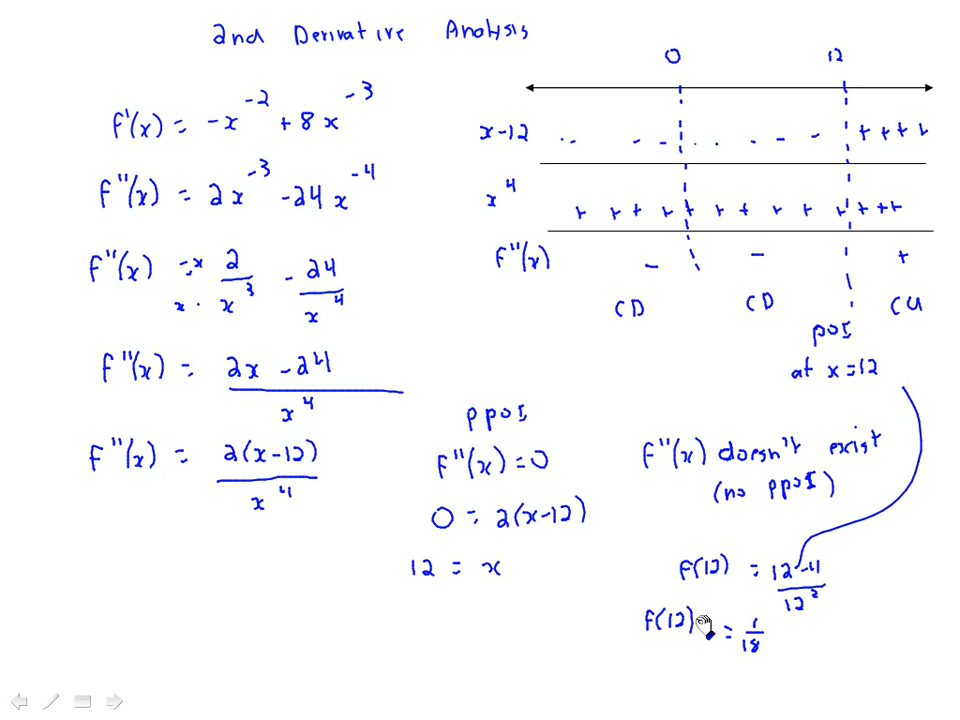 2nd Derivative Analysis
f'(x) = -x^-2 + 8x^-3
f''(x) = 2x^-3 - 24x^-4
f''(x) = x 2 / x · x^3 - 24 / x^4
f''(x) = 2x - 24 / x^4
f''(x) = 2(x-12) / x^4
0 12
x-12 - - - - - - - - + + + +
x^4 + + + + + + + + + + + + +
f''(x) - - +
CD CD CU
POI
at x=12
PPOI
f''(x) = 0
0 = 2(x-12)
12 = x
f''(x) doesn't exist
(no PPOI)
f(12) = 12-4 / 12^2
f(12) = 1/18